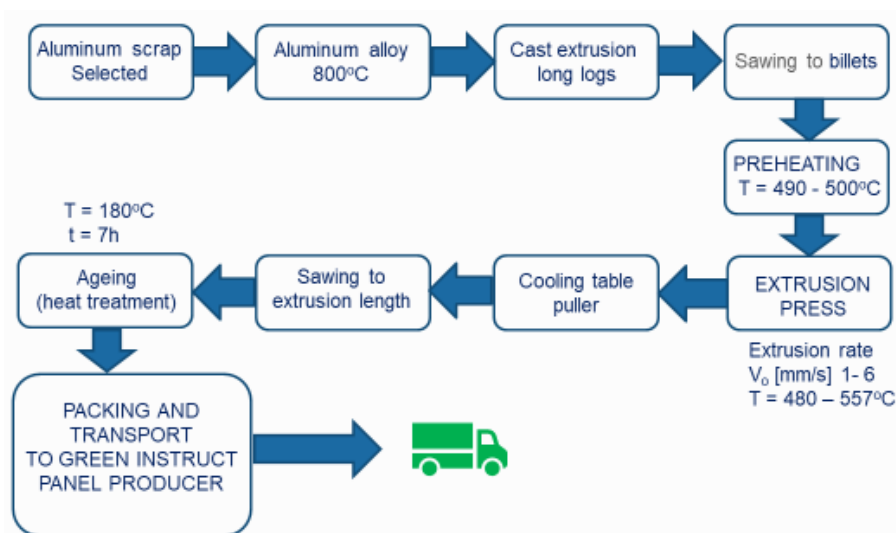 Aluminum scrap
Selected
Aluminum alloy
800°C
Cast extrusion
long logs
Sawing to billets
PREHEATING
T = 490 - 500°C
EXTRUSION
PRESS
Extrusion rate
Vo [mm/s] 1- 6
T = 480 – 557°C
Cooling table
puller
Sawing to
extrusion length
T = 180°C
t = 7h
Ageing
(heat treatment)
PACKING AND
TRANSPORT
TO GREEN INSTRUCT
PANEL PRODUCER